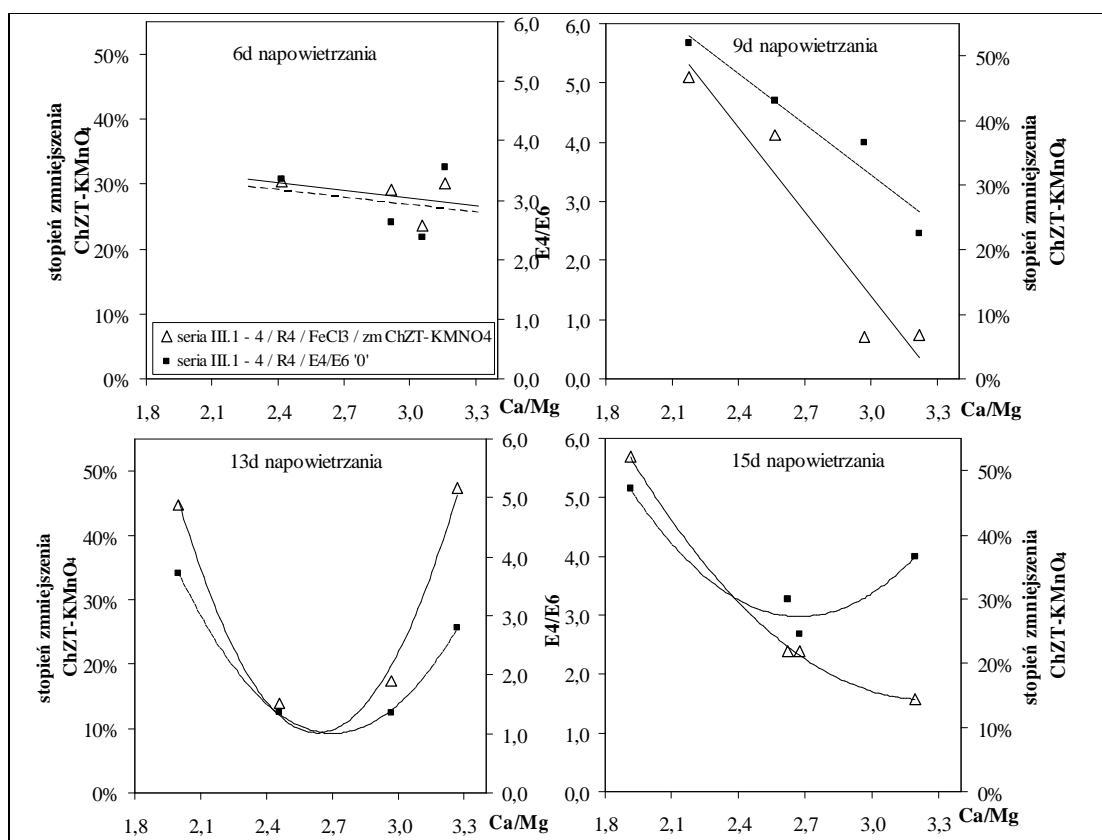 6d napowietrzania
stopień zmniejszenia
ChZT-KMnO4
50%
40%
30%
20%
10%
0%
6,0
5,0
4,0
3,0
2,0
1,0
0,0
E4/E6
seria III.1 - 4 / R4 / FeCl3 / zm ChZT-KMNO4
seria III.1 - 4 / R4 / E4/E6 '0'
1,8 2,1 2,4 2,7 3,0 3,3 Ca/Mg
9d napowietrzania
6,0
5,0
4,0
3,0
2,0
1,0
0,0
50%
40%
30%
20%
10%
0%
stopień zmniejszenia
ChZT-KMnO4
1,8 2,1 2,4 2,7 3,0 3,3 Ca/Mg
13d napowietrzania
stopień zmniejszenia
ChZT-KMnO4
50%
40%
30%
20%
10%
0%
6,0
5,0
4,0
3,0
2,0
1,0
0,0
E4/E6
1,8 2,1 2,4 2,7 3,0 3,3
Ca/Mg
15d napowietrzania
6,0
5,0
4,0
3,0
2,0
1,0
0,0
50%
40%
30%
20%
10%
0%
stopień zmniejszenia
ChZT-KMnO4
1,8 2,1 2,4 2,7 3,0 3,3
Ca/Mg